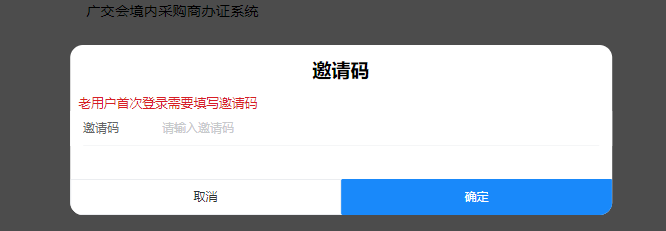 广交会境内采购商办证系统
邀请码
老用户首次登录需要填写邀请码
邀请码 请输入邀请码
取消 确定